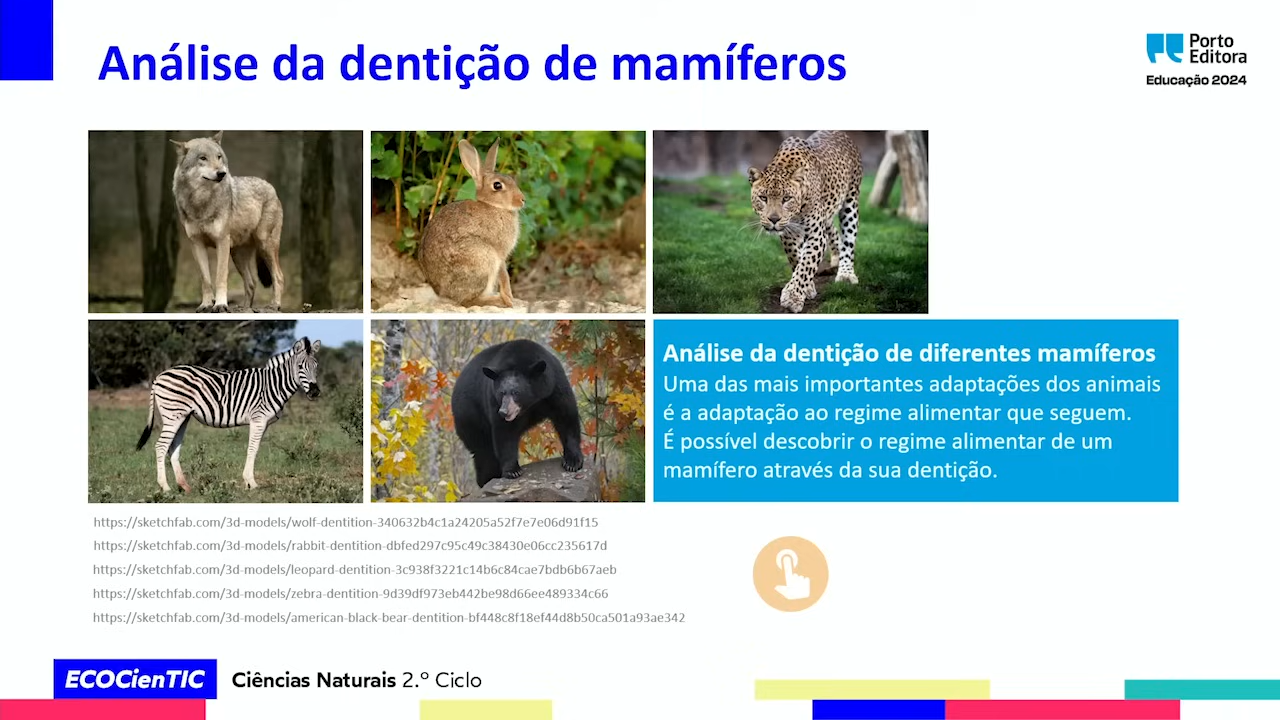 Análise da dentição de mamíferos
Porto
Editora
Educação 2024
Análise da dentição de diferentes mamíferos
Uma das mais importantes adaptações dos animais
é a adaptação ao regime alimentar que seguem.
É possível descobrir o regime alimentar de um
mamífero através da sua dentição.
https://sketchfab.com/3d-models/wolf-dentition-340632b4c1a24205a52f7e7e06d91f15
https://sketchfab.com/3d-models/rabbit-dentition-dbfed297c95c49c38430e06cc235617d
https://sketchfab.com/3d-models/leopard-dentition-3c938f3221c14b6c84cae7bdb6b67aeb
https://sketchfab.com/3d-models/zebra-dentition-9d39df973eb442be98d66ee489334c66
https://sketchfab.com/3d-models/american-black-bear-dentition-bf448c8f18ef44d8b50ca501a93ae342
ECOCienTIC
Ciências Naturais 2.º Ciclo